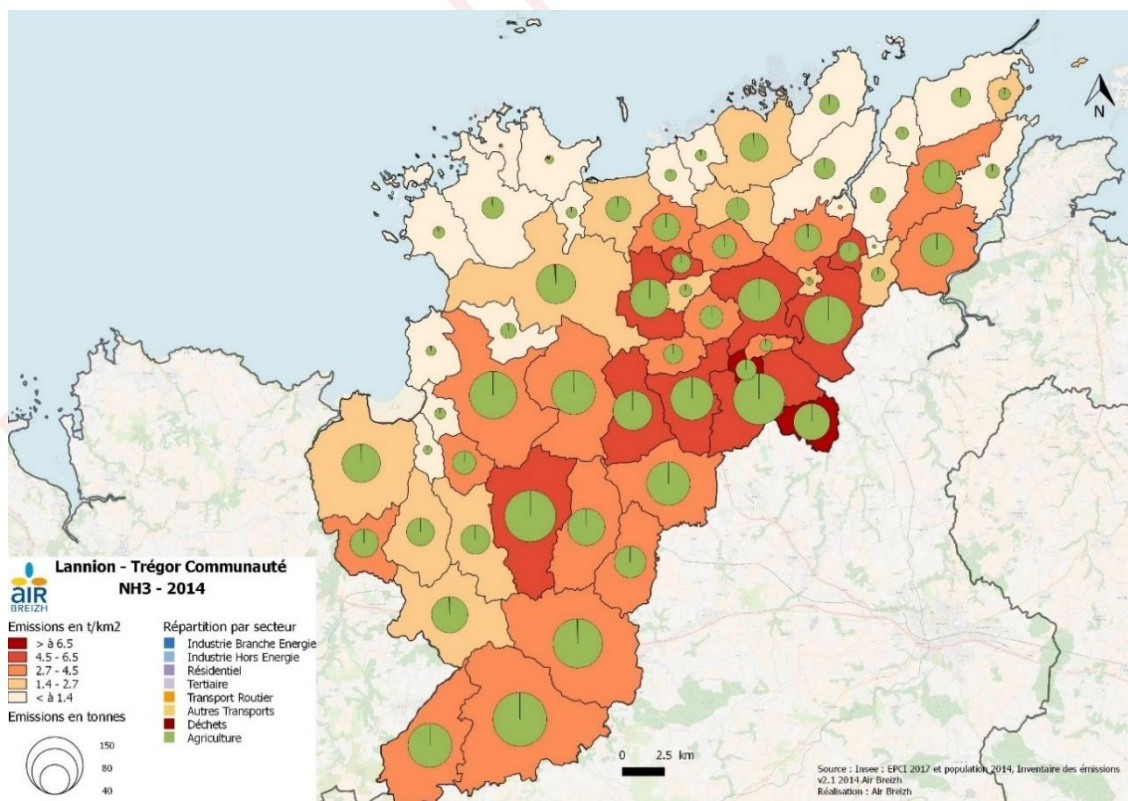 N
Lannion - Trégor Communauté
NH3 - 2014
aiR
BREIZH
Emissions en t/km2
> à 6.5
4.5 - 6.5
2.7 - 4.5
1.4 - 2.7
< à 1.4
Emissions en tonnes
150
80
40
Répartition par secteur
Industrie Branche Energie
Industrie Hors Energie
Résidentiel
Tertiaire
Transport Routier
Autres Transports
Déchets
Agriculture
0 2.5 km
Source : Insee : EPCI 2017 et population 2014, Inventaire des émissions
v2.1 2014 Air Breizh
Réalisation : Air Breizh